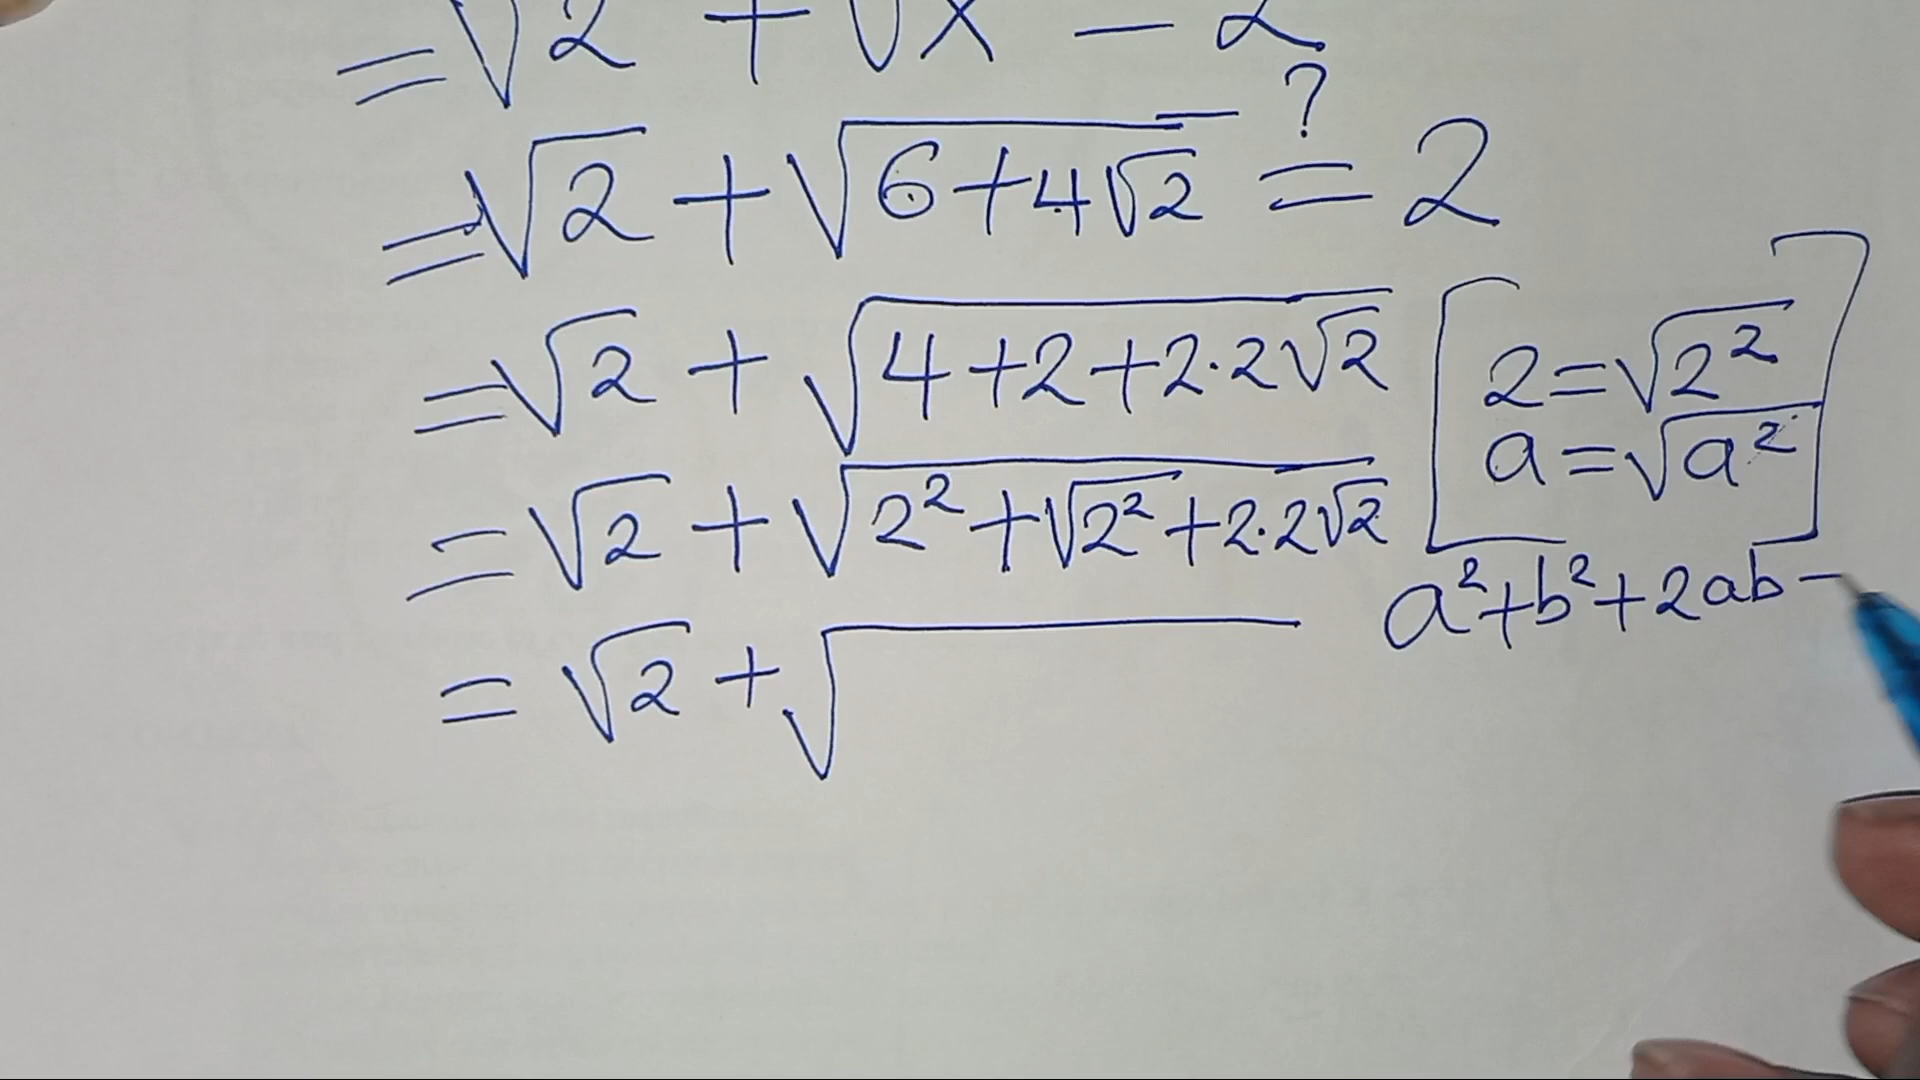 =√2 + √x = 2
=√2 + √(6+4√2) ?= 2
=√2 + √(4+2+2·2√2)
[2=√2²
a=√a²]
=√2 + √(2²+√2²+2·2√2)
a²+b²+2ab-
=√2+√